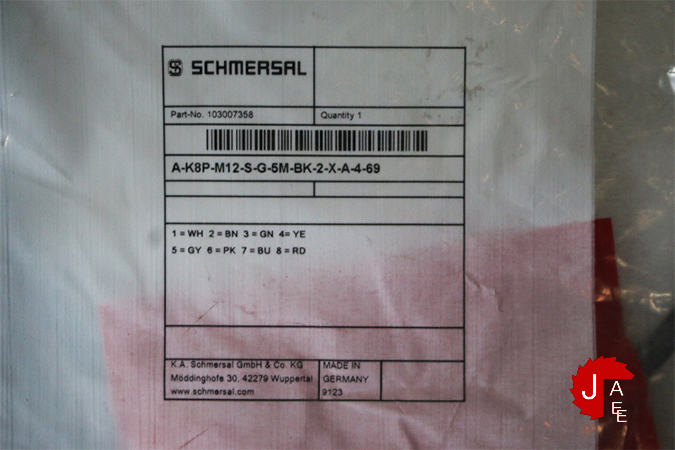 SCHMERSAL
Part-No. 103007358 Quantity 1
A-K8P-M12-S-G-5M-BK-2-X-A-4-69
1 = WH 2 = BN 3 = GN 4= YE
5 = GY 6 = PK 7 = BU 8 = RD
K.A. Schmersal GmbH & Co. KG
Möddinghofe 30, 42279 Wuppertal
www.schmersal.com
MADE IN
GERMANY
9123
JAEE